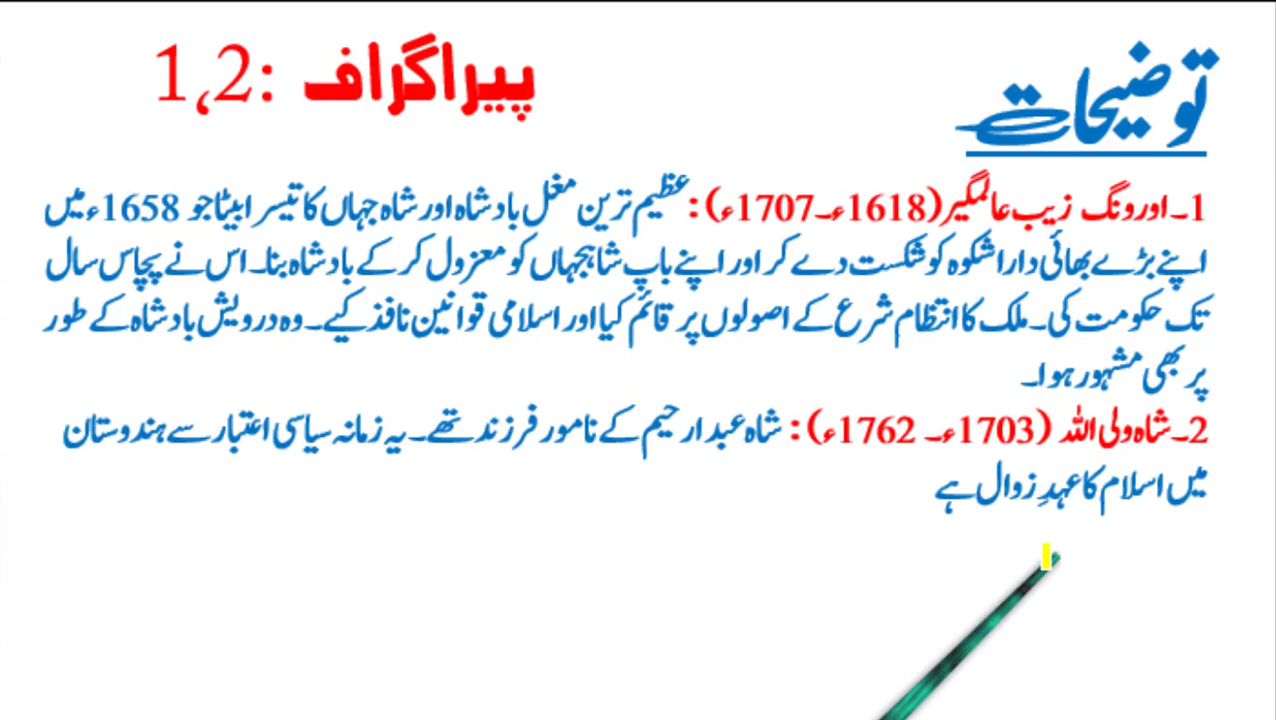 توضیحات
پیراگراف :1،2
1۔اورونگ زیب عالمگیر(1618ء۔1707ء): عظیم ترین مغل بادشاہ اور شاہ جہاں کا تیسرا بیٹا جو 1658ء میں
اپنے بڑے بھائی داراشکوہ کو شکست دے کر اور اپنے باپ شاہجہاں کو معزول کر کے بادشاہ بنا۔اس نے پچاس سال
تک حکومت کی۔ ملک کا انتظام شرع کے اصولوں پر قائم کیا اور اسلامی قوانین نافذ کیے۔ وہ درویش بادشاہ کے طور
پر بھی مشہور ہوا۔
2۔شاہ ولی اللہ (1703ء۔ 1762ء): شاہ عبدار حیم کے نامور فرزند تھے۔یہ زمانہ سیاسی اعتبار سے ہندوستان
میں اسلام کا عہدِ زوال ہے